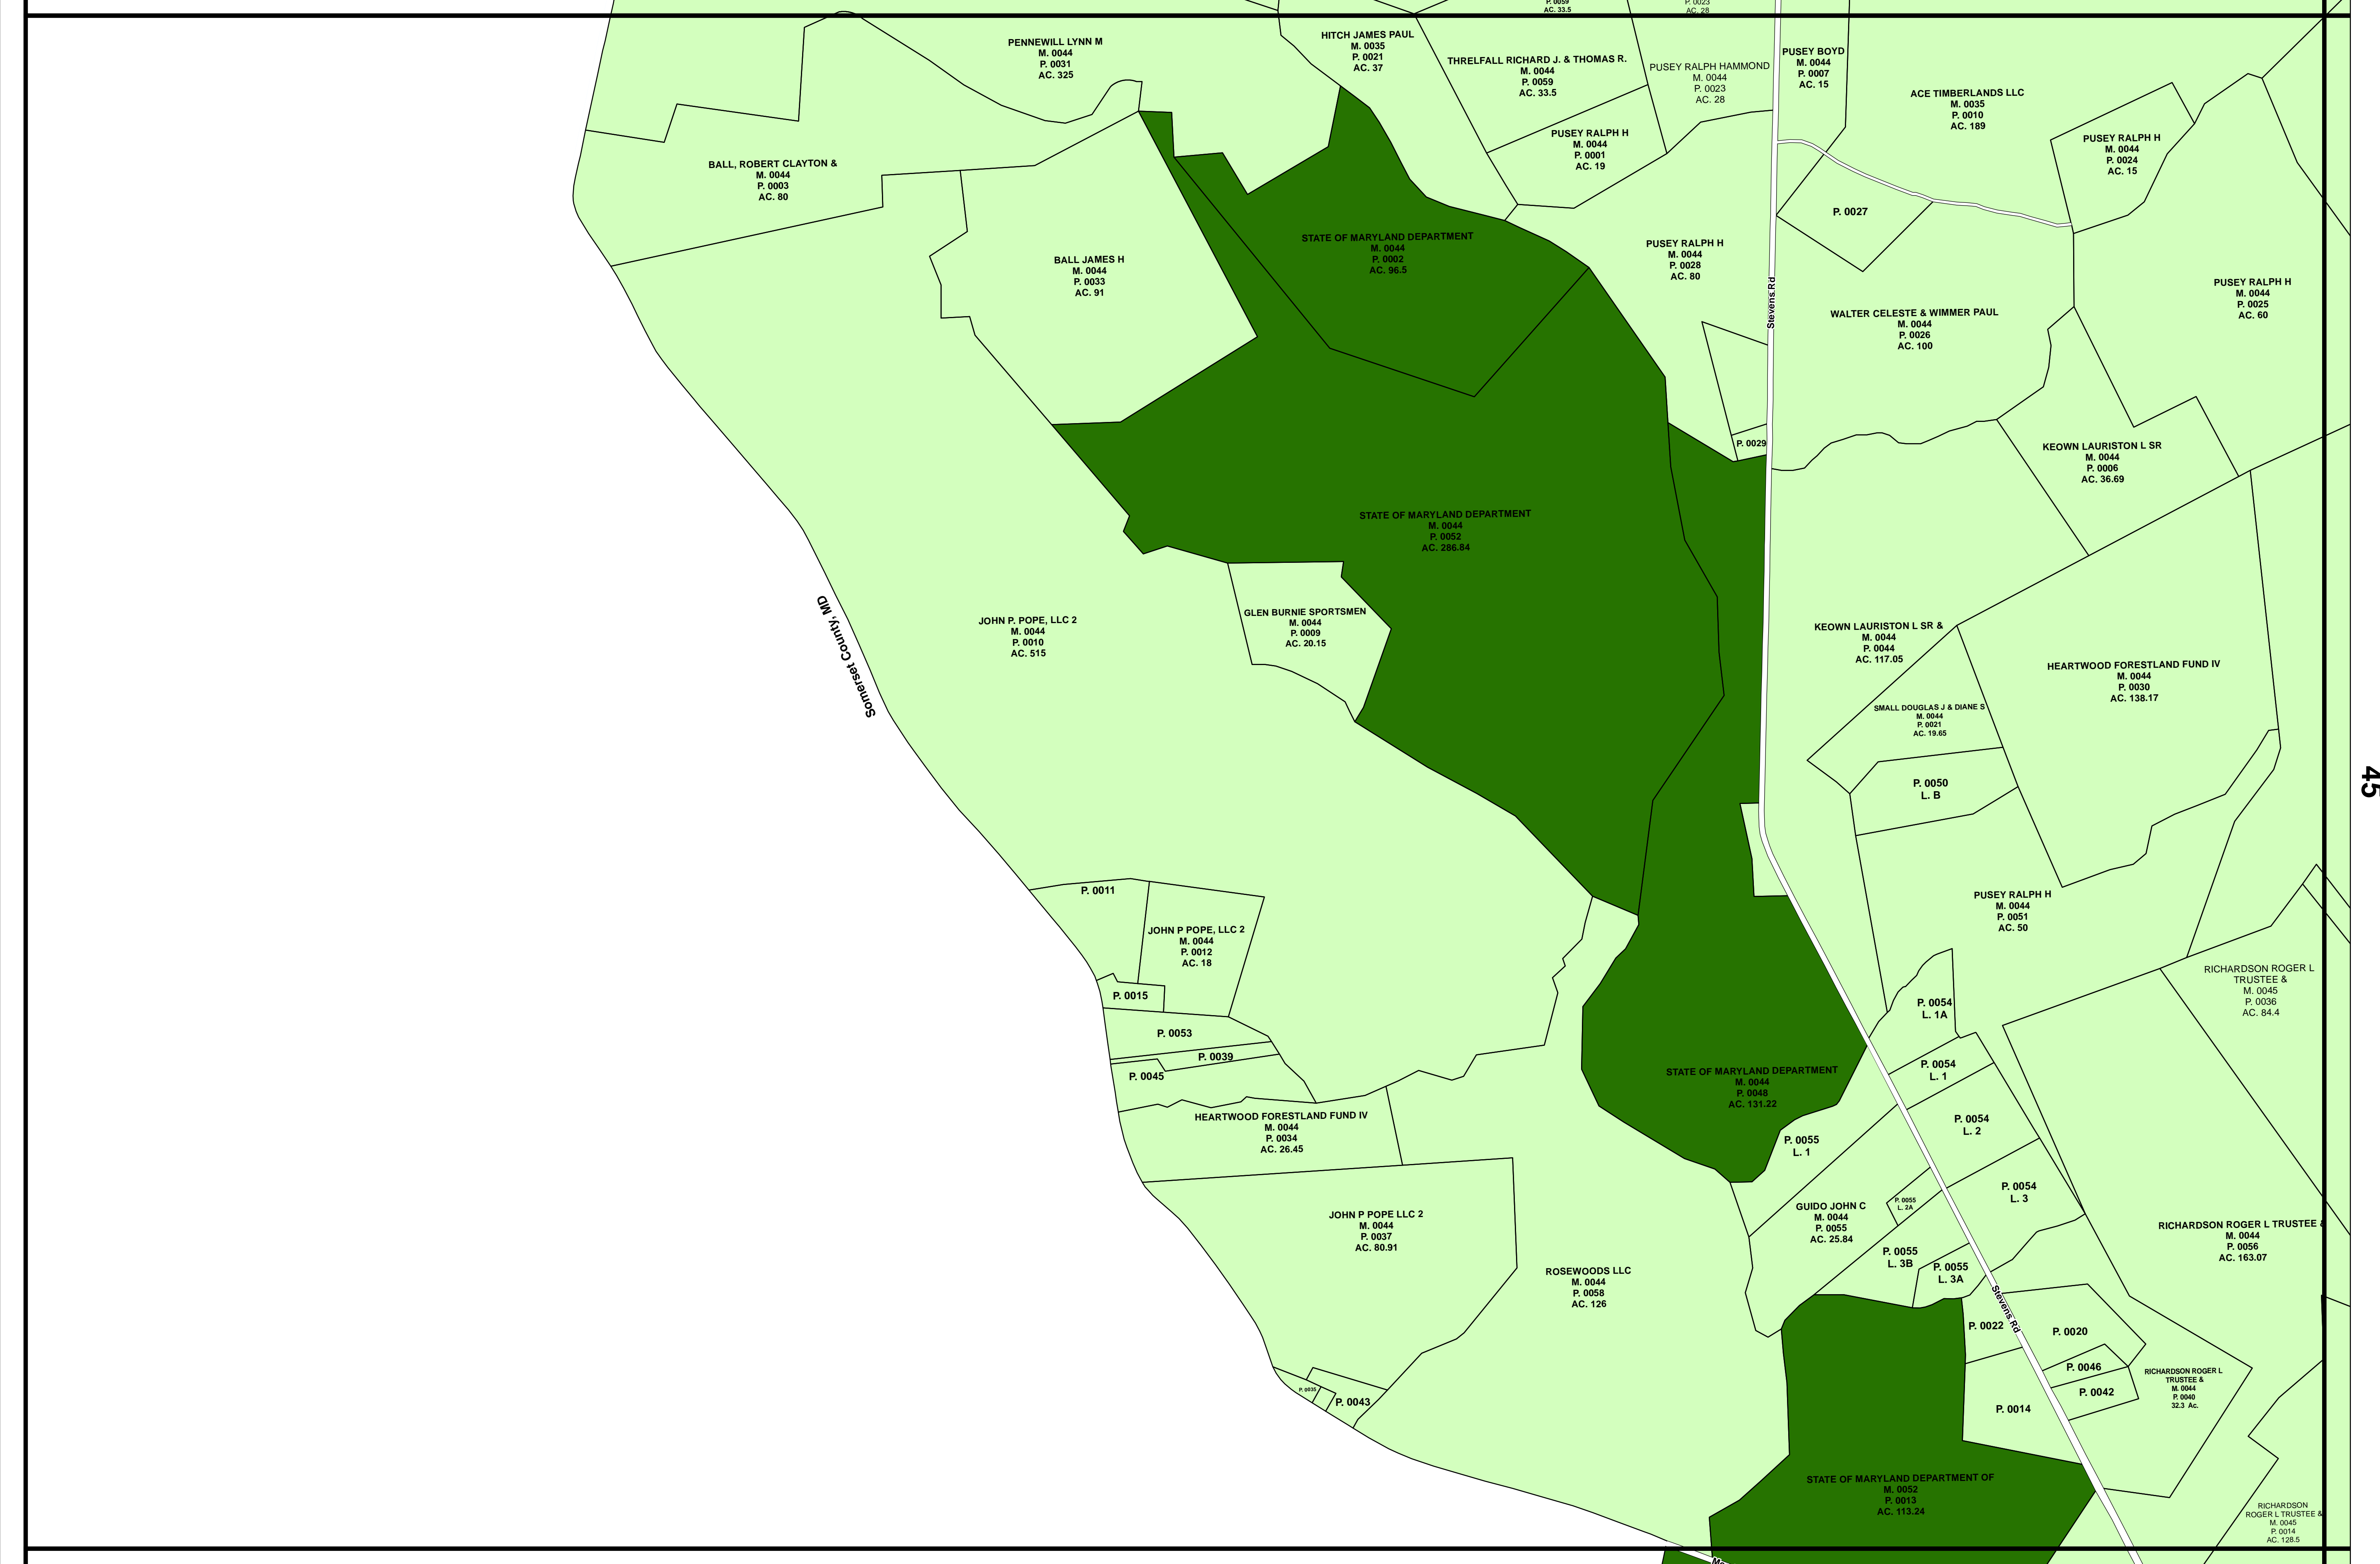 P. 0059
AC. 33.5
P. 0023
AC. 28
PENNEWILL LYNN M
M. 0044
P. 0031
AC. 325
HITCH JAMES PAUL
M. 0035
P. 0021
AC. 37
THRELFALL RICHARD J. & THOMAS R.
M. 0044
P. 0059
AC. 33.5
PUSEY RALPH HAMMOND
M. 0044
P. 0023
AC. 28
PUSEY BOYD
M. 0044
P. 0007
AC. 15
ACE TIMBERLANDS LLC
M. 0035
P. 0010
AC. 189
PUSEY RALPH H
M. 0044
P. 0001
AC. 19
PUSEY RALPH H
M. 0044
P. 0024
AC. 15
BALL, ROBERT CLAYTON &
M. 0044
P. 0003
AC. 80
P. 0027
STATE OF MARYLAND DEPARTMENT
M. 0044
P. 0002
AC. 96.5
PUSEY RALPH H
M. 0044
P. 0028
AC. 80
BALL JAMES H
M. 0044
P. 0033
AC. 91
Stevens Rd
PUSEY RALPH H
M. 0044
P. 0025
AC. 60
WALTER CELESTE & WIMMER PAUL
M. 0044
P. 0026
AC. 100
P. 0029
KEOWN LAURISTON L SR
M. 0044
P. 0006
AC. 36.69
STATE OF MARYLAND DEPARTMENT
M. 0044
P. 0052
AC. 286.84
Somerset County, MD
JOHN P. POPE, LLC 2
M. 0044
P. 0010
AC. 515
GLEN BURNIE SPORTSMEN
M. 0044
P. 0009
AC. 20.15
KEOWN LAURISTON L SR &
M. 0044
P. 0044
AC. 117.05
HEARTWOOD FORESTLAND FUND IV
M. 0044
P. 0030
AC. 138.17
SMALL DOUGLAS J & DIANE S
M. 0044
P. 0021
AC. 19.65
P. 0050
L. B
45
P. 0011
PUSEY RALPH H
M. 0044
P. 0051
AC. 50
JOHN P POPE, LLC 2
M. 0044
P. 0012
AC. 18
RICHARDSON ROGER L
TRUSTEE &
M. 0045
P. 0036
AC. 84.4
P. 0015
P. 0054
L. 1A
P. 0053
P. 0039
P. 0045
P. 0054
L. 1
STATE OF MARYLAND DEPARTMENT
M. 0044
P. 0048
AC. 131.22
HEARTWOOD FORESTLAND FUND IV
M. 0044
P. 0034
AC. 26.45
P. 0054
L. 2
P. 0055
L. 1
P. 0054
L. 3
P. 0055
L. 2A
GUIDO JOHN C
M. 0044
P. 0055
AC. 25.84
JOHN P POPE LLC 2
M. 0044
P. 0037
AC. 80.91
RICHARDSON ROGER L TRUSTEE &
M. 0044
P. 0056
AC. 163.07
P. 0055
L. 3B
P. 0055
L. 3A
ROSEWOODS LLC
M. 0044
P. 0058
AC. 126
Stevens Rd
P. 0022
P. 0020
P. 0046
RICHARDSON ROGER L
TRUSTEE &
M. 0044
P. 0040
32.3 Ac.
P. 0042
P. 0035
P. 0043
P. 0014
STATE OF MARYLAND DEPARTMENT OF
M. 0052
P. 0013
AC. 113.24
RICHARDSON
ROGER L TRUSTEE &
M. 0045
P. 0014
AC. 128.5